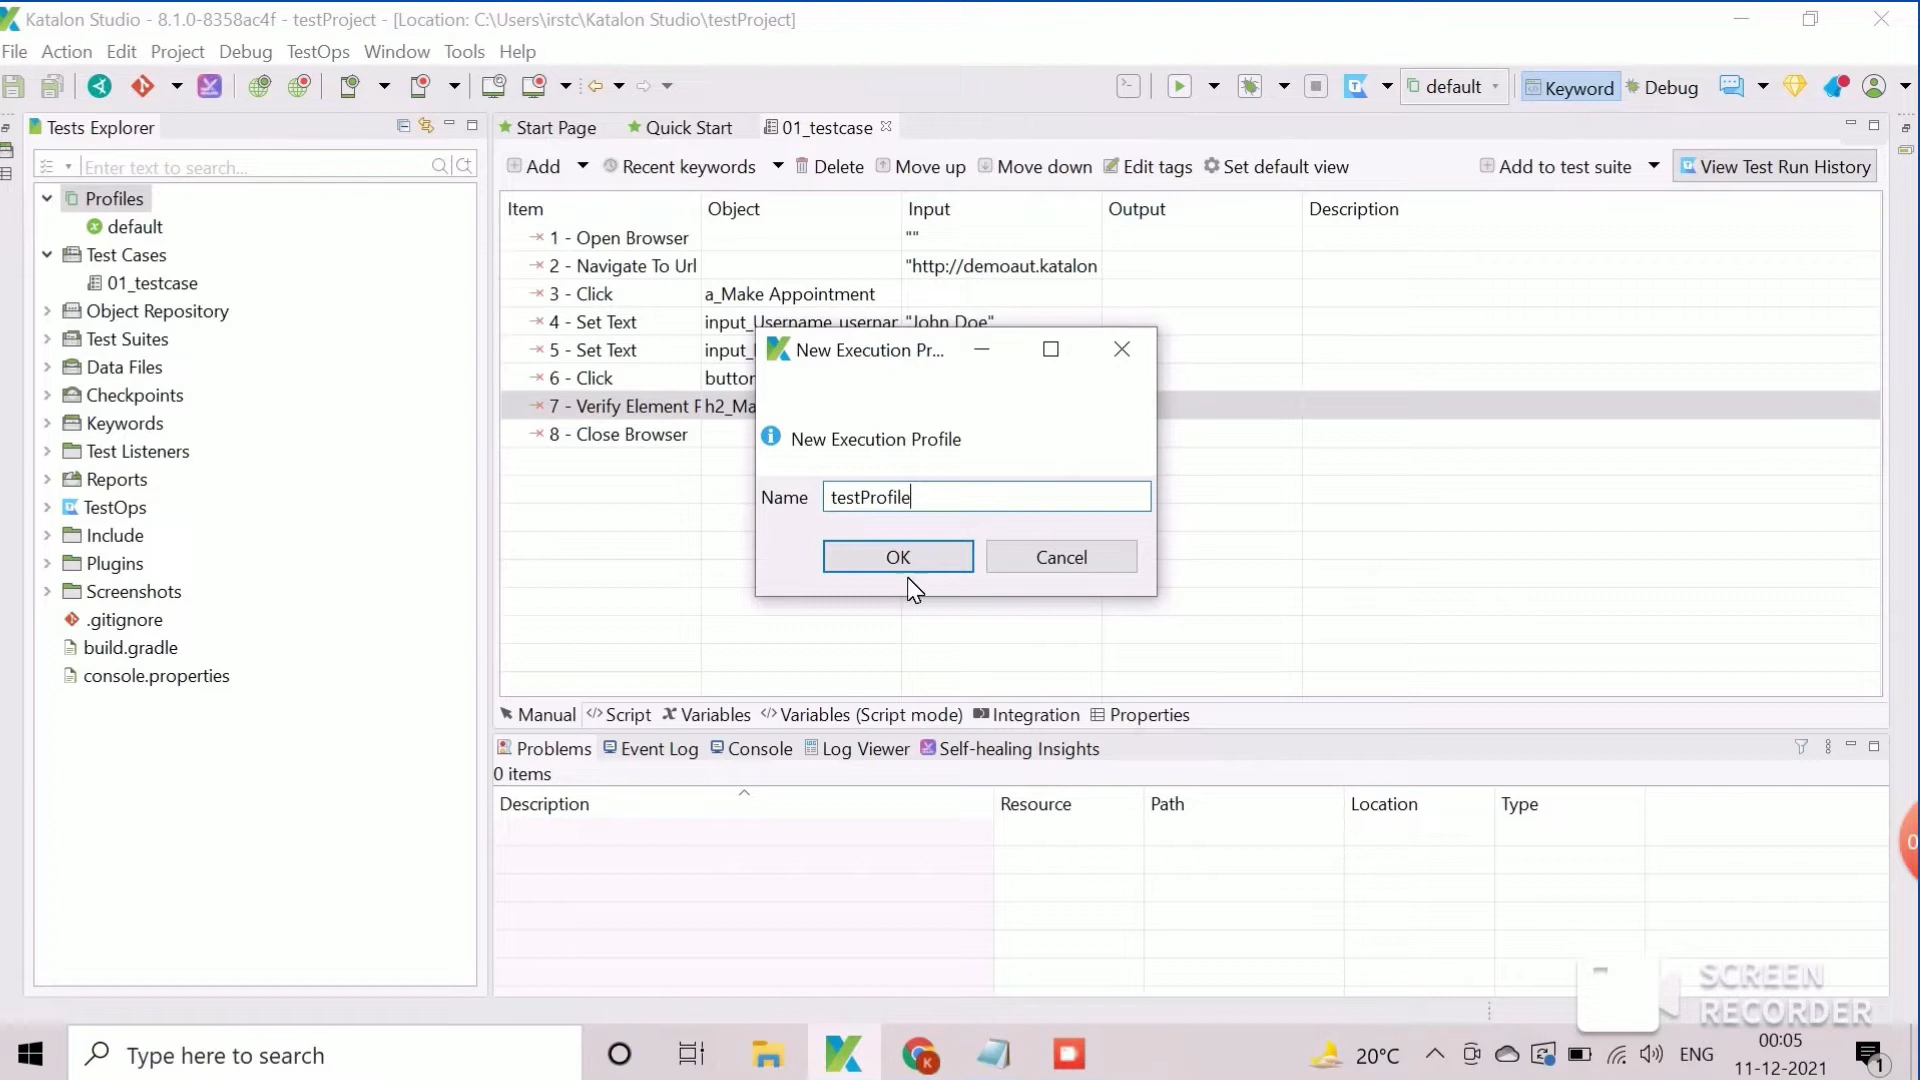 Katalon Studio - 8.1.0-8358ac4f - testProject - [Location: C:\Users\irstc\Katalon Studio\testProject]
File Action Edit Project Debug TestOps Window Tools Help
default Keyword Debug
Tests Explorer
Enter text to search...
Profiles
default
Test Cases
01_testcase
Object Repository
Test Suites
Data Files
Checkpoints
Keywords
Test Listeners
Reports
TestOps
Include
Plugins
Screenshots
.gitignore
build.gradle
console.properties
Start Page Quick Start 01_testcase
Add Recent keywords Delete Move up Move down Edit tags Set default view Add to test suite View Test Run History
Item Object Input Output Description
1 - Open Browser ""
2 - Navigate To Url "http://demoaut.katalon
3 - Click a_Make Appointment
4 - Set Text input_Username_usernar "John Doe"
5 - Set Text input_
6 - Click button
7 - Verify Element P h2_Ma
8 - Close Browser
New Execution Pr...
New Execution Profile
Name testProfile
OK Cancel
Manual Script Variables Variables (Script mode) Integration Properties
Problems Event Log Console Log Viewer Self-healing Insights
0 items
Description Resource Path Location Type
SCREEN
RECORDER
Type here to search
K
20°C
ENG
00:05
11-12-2021
1
0